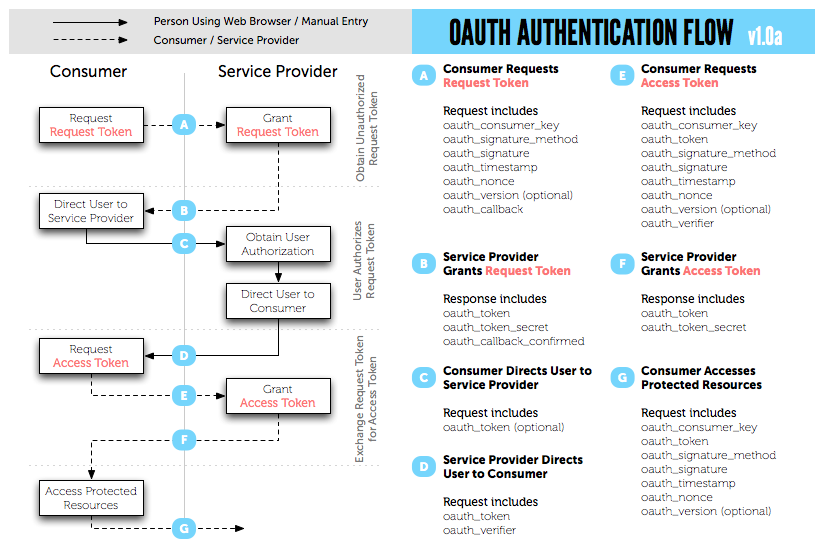 Person Using Web Browser / Manual Entry
Consumer / Service Provider
OAUTH AUTHENTICATION FLOW v1.0a
Consumer
Service Provider
Request
Request Token
A
Grant
Request Token
Obtain Unauthorized
Request Token
Direct User to
Service Provider
B
C
Obtain User
Authorization
Direct User to
Consumer
User Authorizes
Request Token
Request
Access Token
D
E
Grant
Access Token
F
Exchange Request Token
for Access Token
Access Protected
Resources
G
A
Consumer Requests
Request Token
Request includes
oauth_consumer_key
oauth_signature_method
oauth_signature
oauth_timestamp
oauth_nonce
oauth_version (optional)
oauth_callback
B
Service Provider
Grants Request Token
Response includes
oauth_token
oauth_token_secret
oauth_callback_confirmed
C
Consumer Directs User to
Service Provider
Request includes
oauth_token (optional)
D
Service Provider Directs
User to Consumer
Request includes
oauth_token
oauth_verifier
E
Consumer Requests
Access Token
Request includes
oauth_consumer_key
oauth_token
oauth_signature_method
oauth_signature
oauth_timestamp
oauth_nonce
oauth_version (optional)
oauth_verifier
F
Service Provider
Grants Access Token
Response includes
oauth_token
oauth_token_secret
G
Consumer Accesses
Protected Resources
Request includes
oauth_consumer_key
oauth_token
oauth_signature_method
oauth_signature
oauth_timestamp
oauth_nonce
oauth_version (optional)